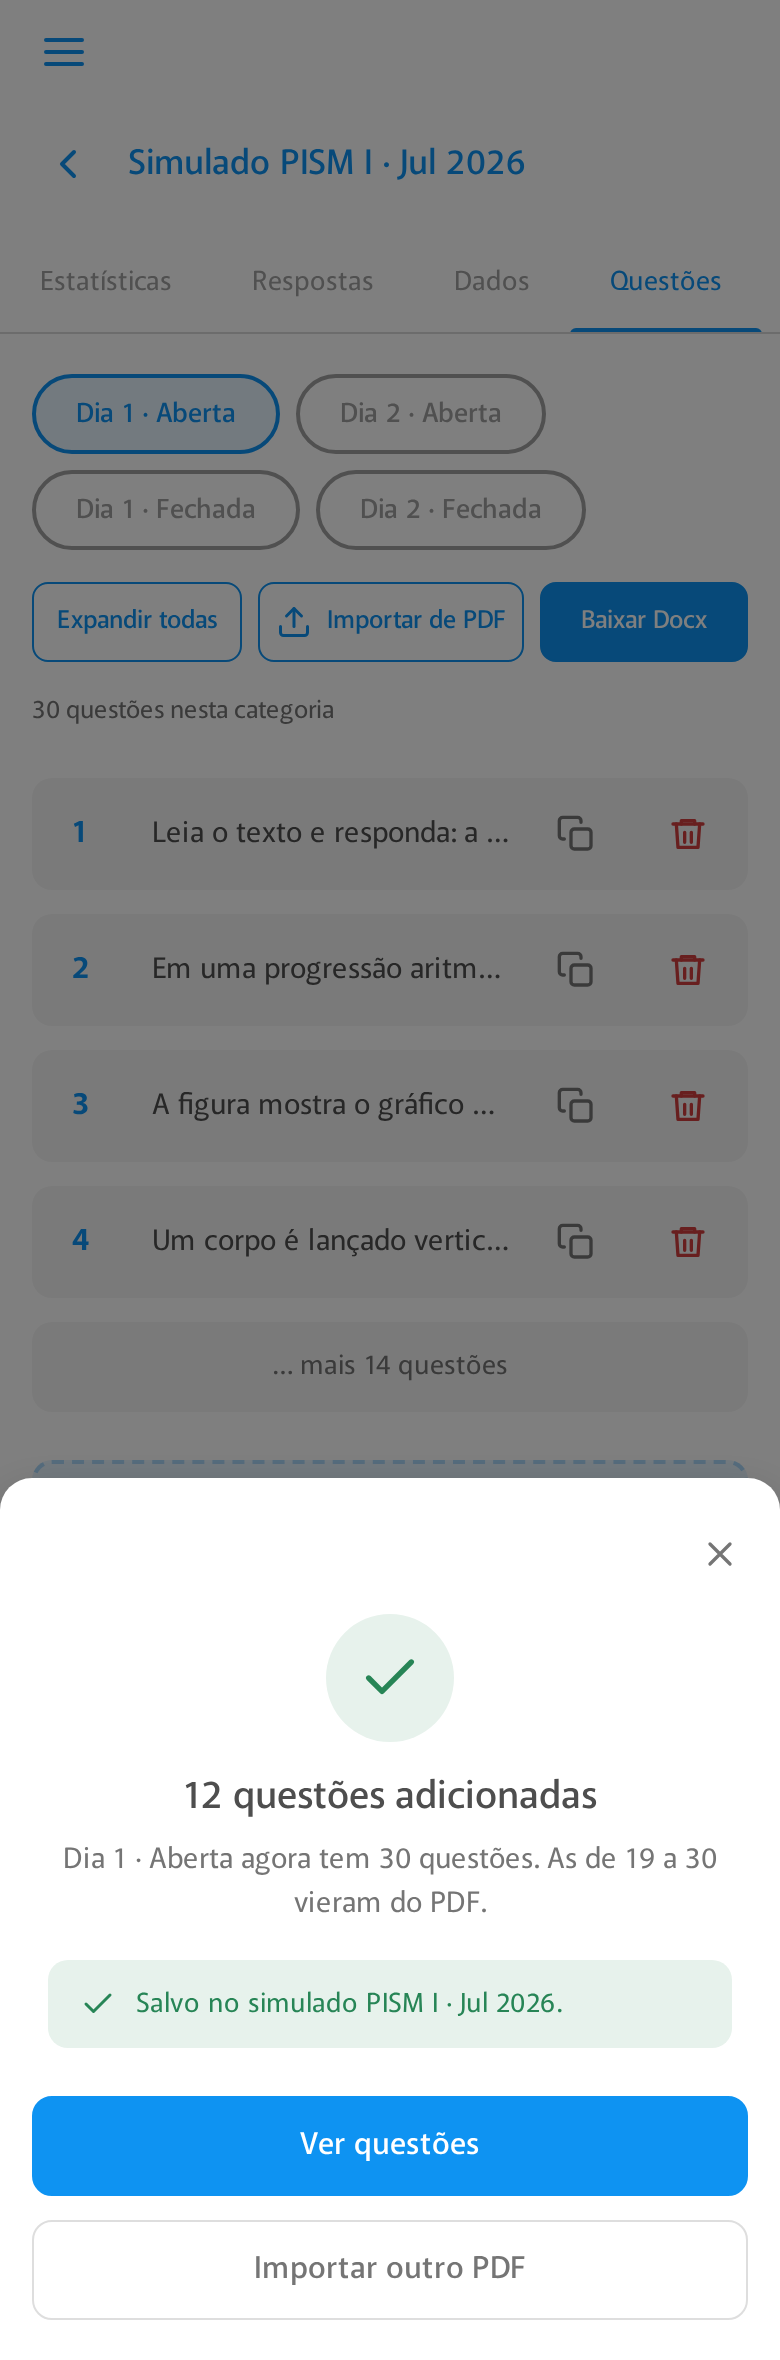 Simulado PISM I · Jul 2026
Estatísticas Respostas Dados Questões
Dia 1 · Aberta Dia 2 · Aberta
Dia 1 · Fechada Dia 2 · Fechada
Expandir todas Importar de PDF Baixar Docx
30 questões nesta categoria
1 Leia o texto e responda: a ...
2 Em uma progressão aritm...
3 A figura mostra o gráfico ...
4 Um corpo é lançado vertic...
... mais 14 questões
12 questões adicionadas
Dia 1 · Aberta agora tem 30 questões. As de 19 a 30
vieram do PDF.
Salvo no simulado PISM I · Jul 2026.
Ver questões
Importar outro PDF